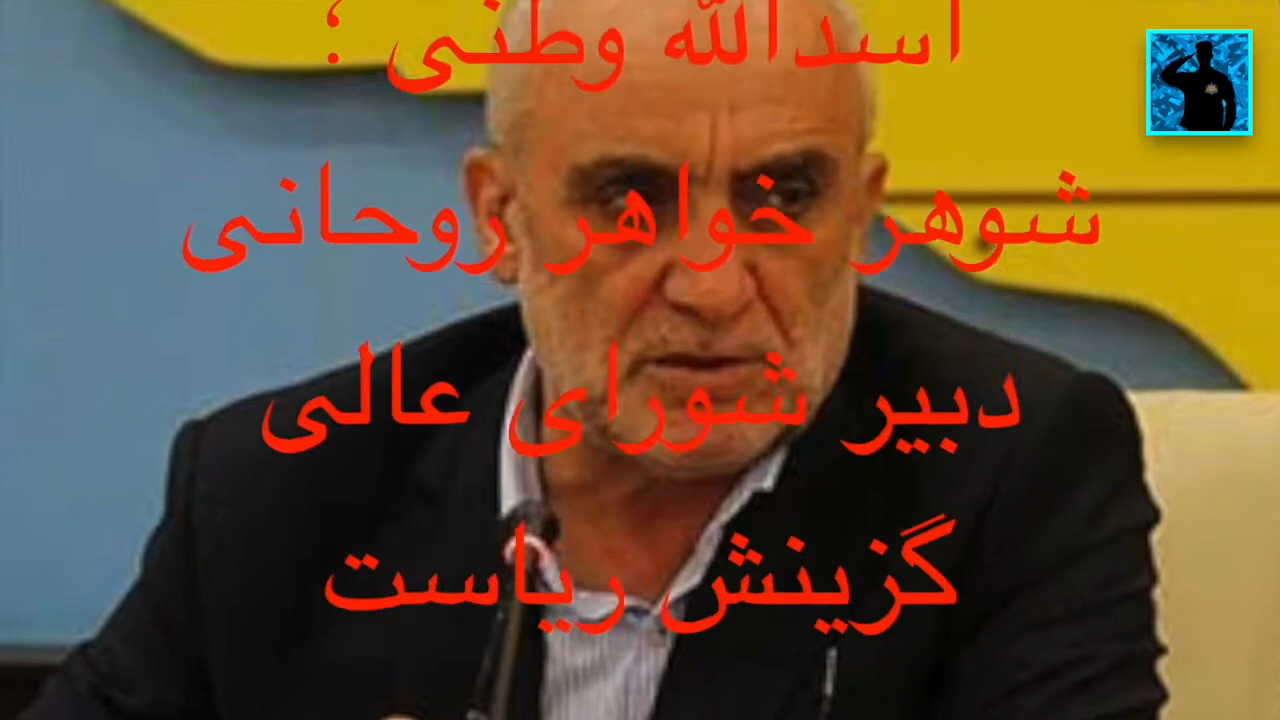 اسدالله وطنی ؛
شوهر خواهر روحانی
دبیر شورای عالی
گزینش ریاست